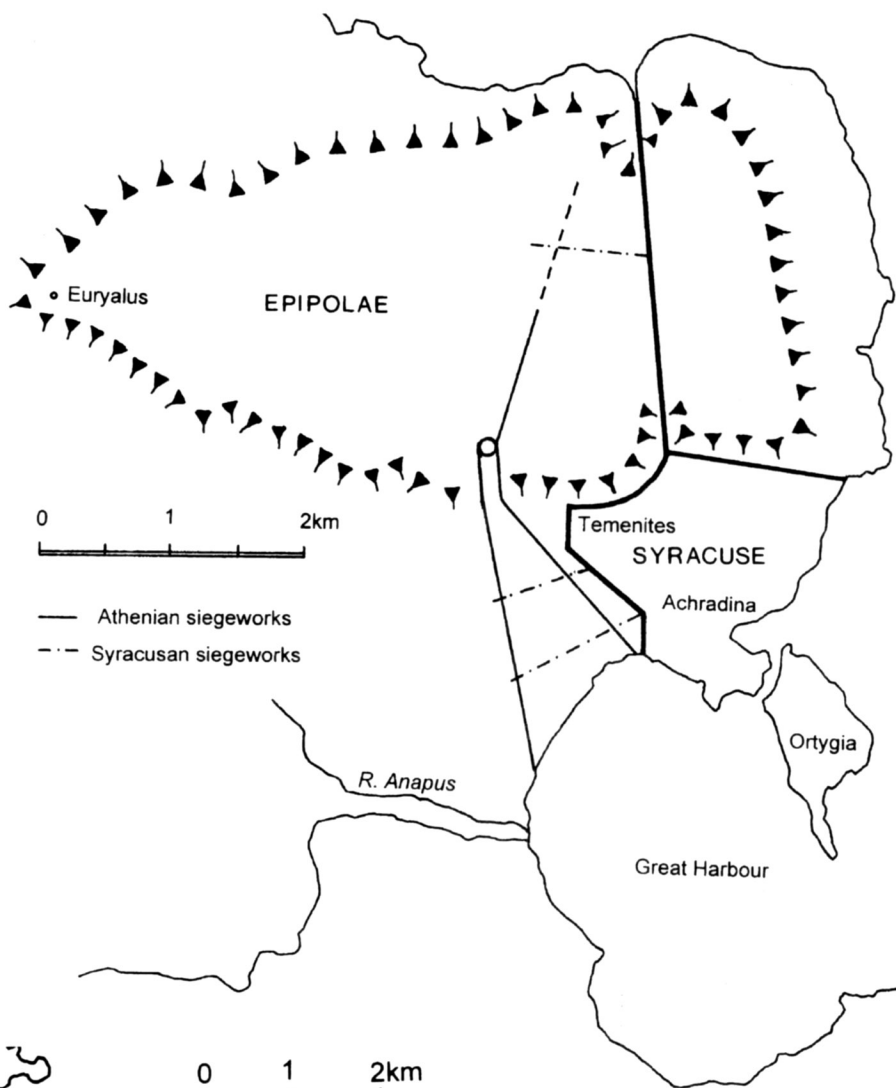 Euryalus
EPIPOLAE
0 1 2km
Temenites
SYRACUSE
Achradina
Athenian siegeworks
Syracusan siegeworks
Ortygia
R. Anapus
Great Harbour
0 1 2km